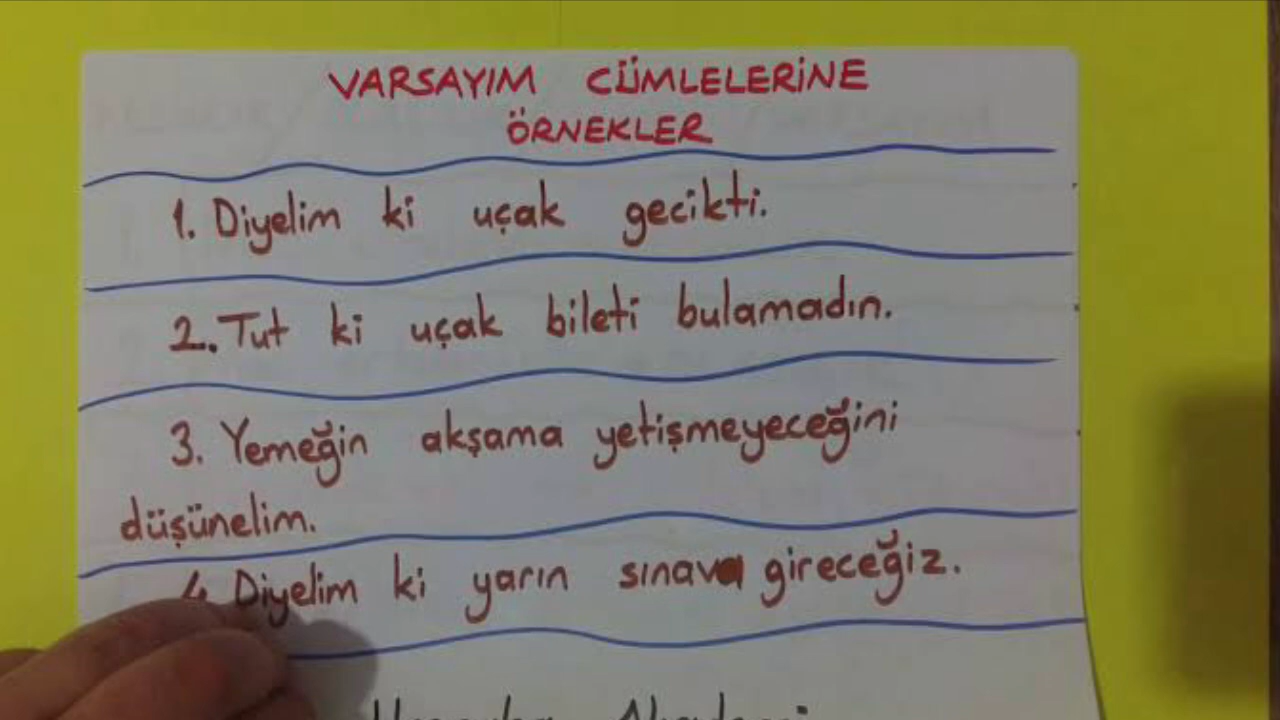 VARSAYIM CÜMLELERİNE
ÖRNEKLER
1. Diyelim ki uçak gecikti.
2. Tut ki uçak bileti bulamadın.
3. Yemeğin akşama yetişmeyeceğini
düşünelim.
4 Diyelim ki yarın sınava gireceğiz.